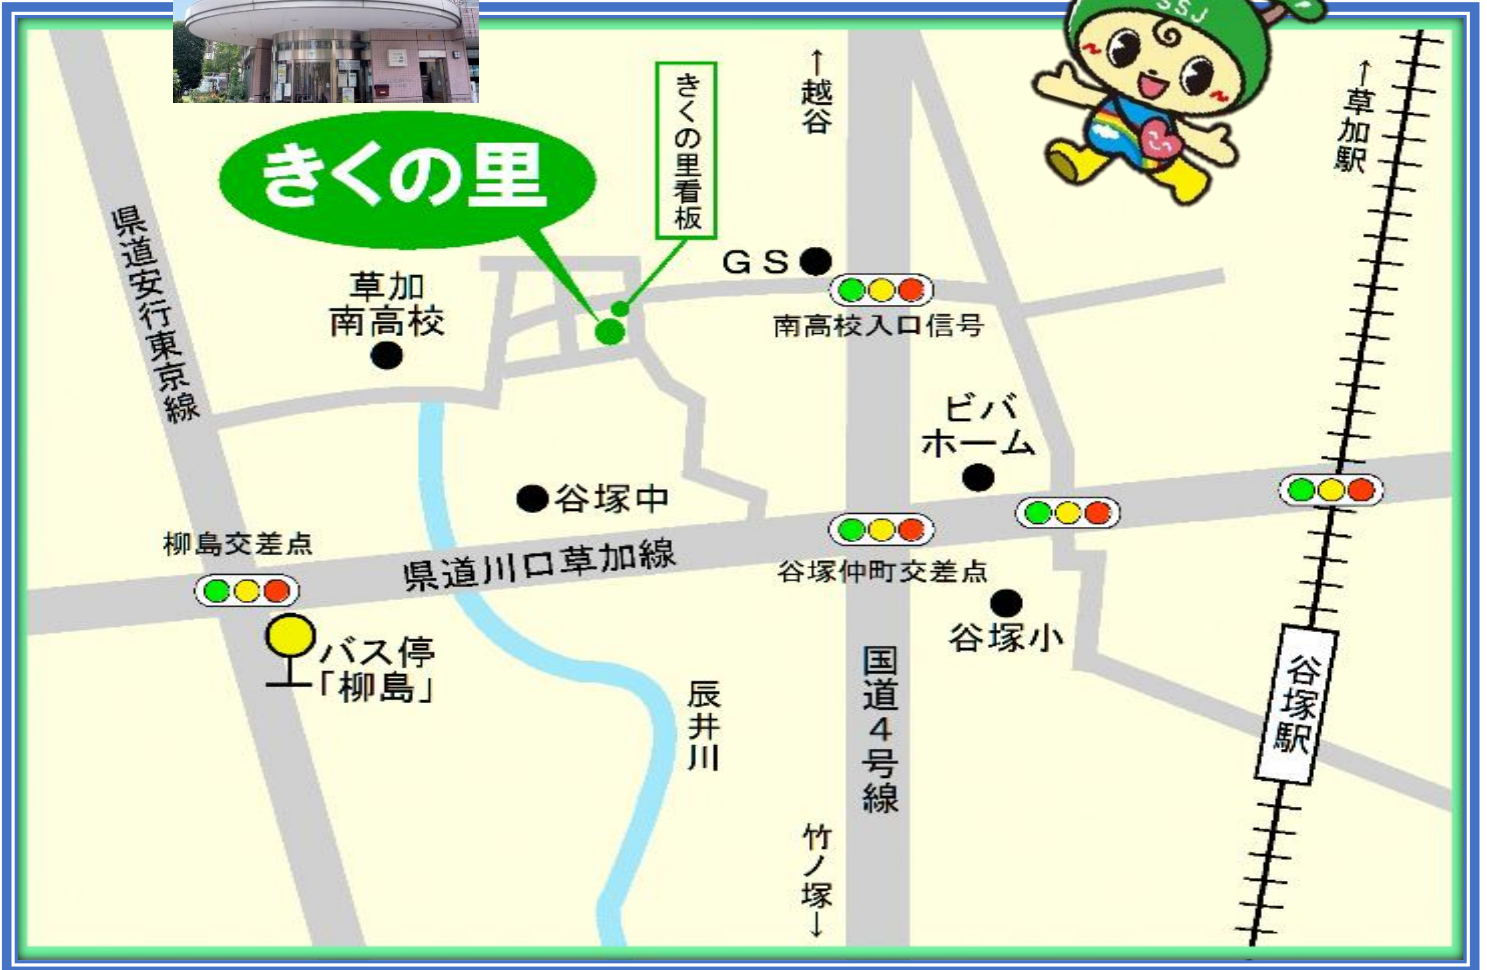 SSJ
きくの里
きくの里看板
↑越谷
↑草加駅
県道安行東京線
草加
南高校
GS
南高校入口信号
ビバ
ホーム
谷塚中
柳島交差点
県道川口草加線
谷塚仲町交差点
谷塚小
バス停
「柳島」
辰井川
国道4号線
谷塚駅
竹ノ塚↓